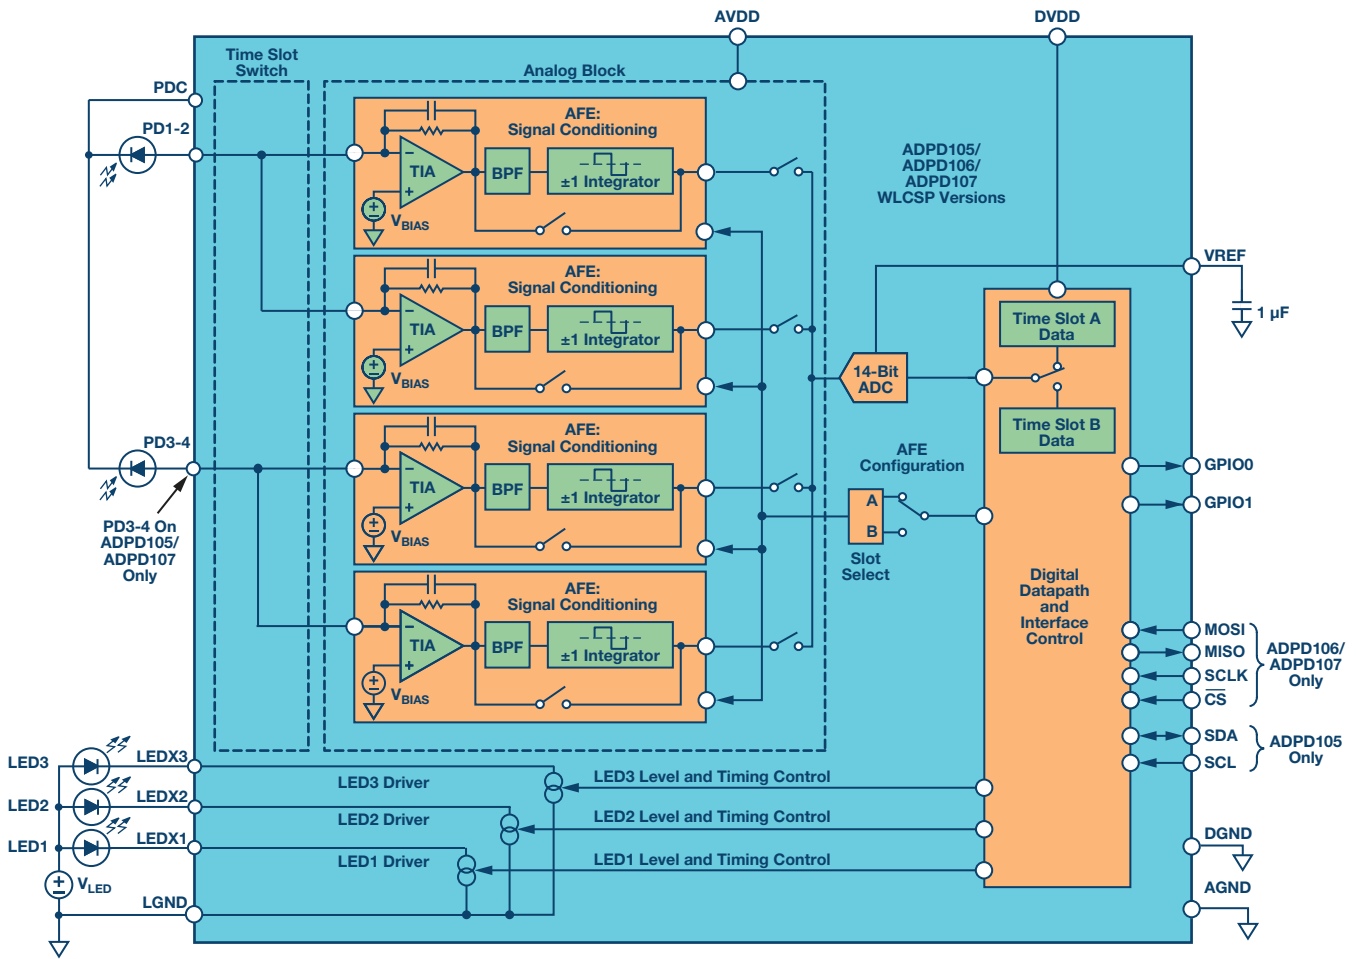 AVDD
DVDD
Time Slot
Switch
Analog Block
PDC
PD1-2
AFE:
Signal Conditioning
TIA
BPF
±1 Integrator
VBIAS
ADPD105/
ADPD106/
ADPD107
WLCSP Versions
VREF
1 µF
AFE:
Signal Conditioning
TIA
BPF
±1 Integrator
VBIAS
Time Slot A
Data
14-Bit
ADC
Time Slot B
Data
PD3-4
PD3-4 On
ADPD105/
ADPD107
Only
AFE:
Signal Conditioning
TIA
BPF
±1 Integrator
VBIAS
AFE
Configuration
A
B
Slot
Select
GPIO0
GPIO1
AFE:
Signal Conditioning
TIA
BPF
±1 Integrator
VBIAS
Digital
Datapath
and
Interface
Control
MOSI
MISO
SCLK
CS
ADPD106/
ADPD107
Only
SDA
SCL
ADPD105
Only
LED3
LEDX3
LED3 Driver
LED3 Level and Timing Control
LED2
LEDX2
LED2 Driver
LED2 Level and Timing Control
LED1
LEDX1
LED1 Driver
LED1 Level and Timing Control
VLED
LGND
DGND
AGND